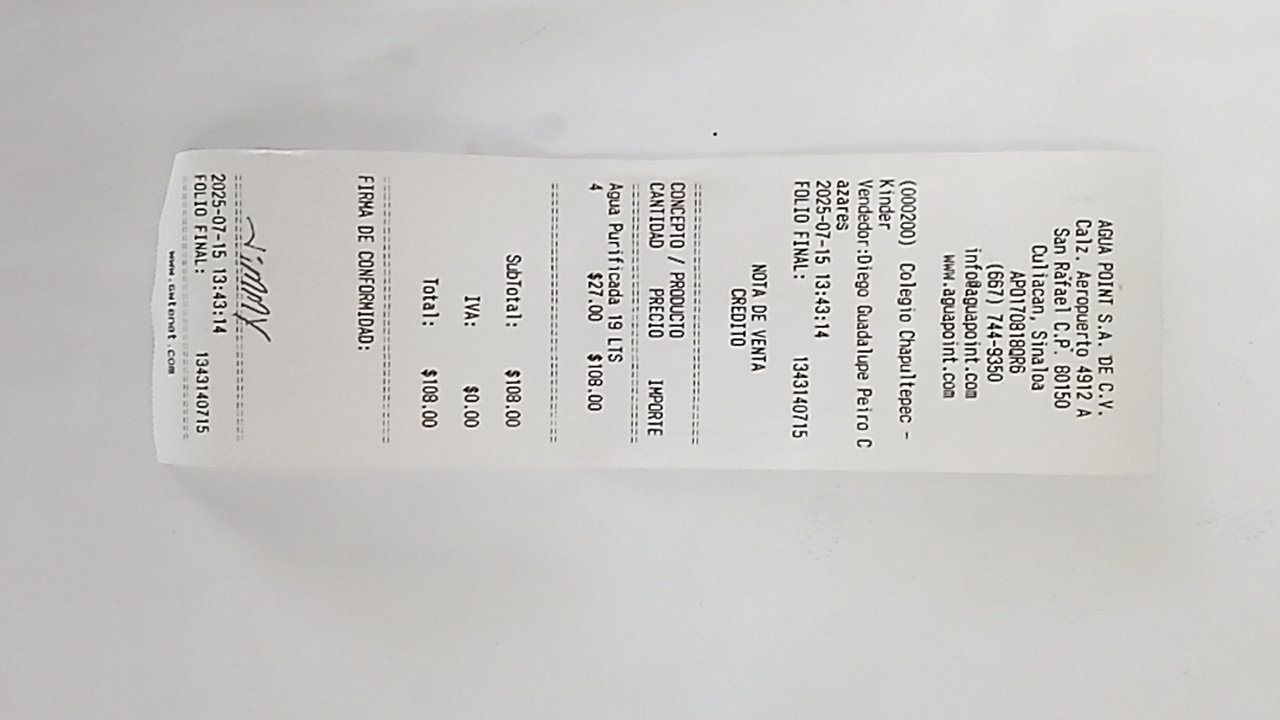 AGUA POINT S.A. DE C.V.
Calz. Aeropuerto 4912 A
San Rafael C.P. 80150
Culiacan, Sinaloa
APO170818QR6
(667) 744-9350
info@aguapoint.com
www.aguapoint.com
(000200) Colegio Chapultepec -
Kinder
Vendedor:Diego Guadalupe Peiro C
azares
2025-07-15 13:43:14
FOLIO FINAL: 1343140715
NOTA DE VENTA
CREDITO
CONCEPTO / PRODUCTO
CANTIDAD PRECIO IMPORTE
Agua Purificada 19 LTS
4 $27.00 $108.00
SubTotal: $108.00
IVA: $0.00
Total: $108.00
FIRMA DE CONFORMIDAD:
2025-07-15 13:43:14
FOLIO FINAL: 1343140715